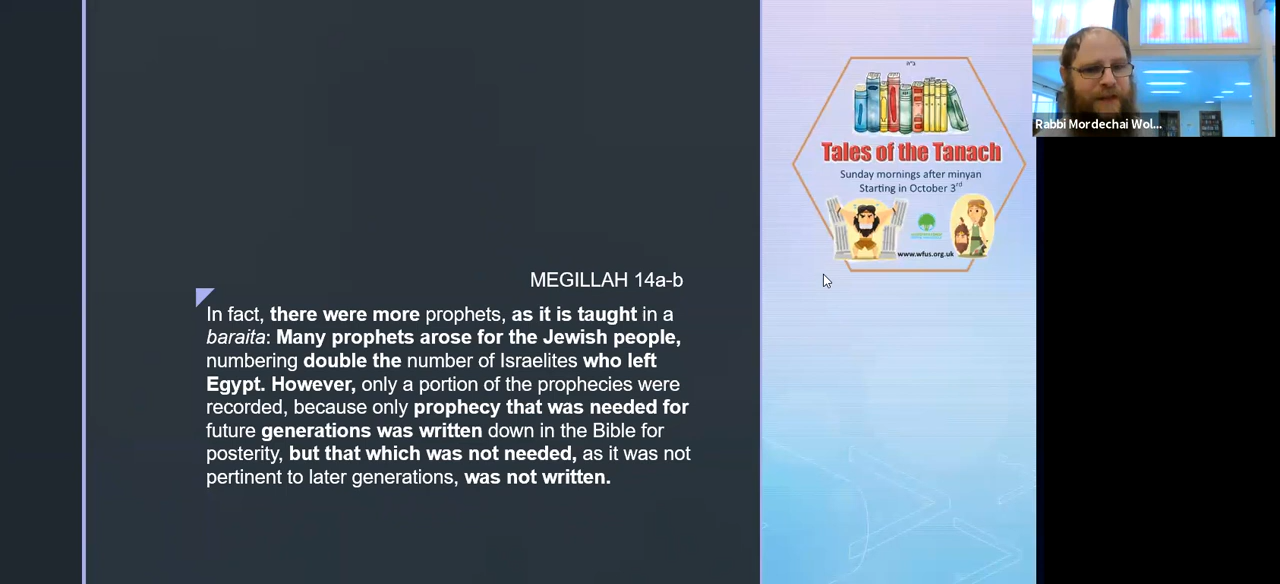 MEGILLAH 14a-b
In fact, there were more prophets, as it is taught in a
baraita: Many prophets arose for the Jewish people,
numbering double the number of Israelites who left
Egypt. However, only a portion of the prophecies were
recorded, because only prophecy that was needed for
future generations was written down in the Bible for
posterity, but that which was not needed, as it was not
pertinent to later generations, was not written.
בס"ד
Tales of the Tanach
Sunday mornings after minyan
Starting in October 3rd
www.wfus.org.uk
Rabbi Mordechai Wol...